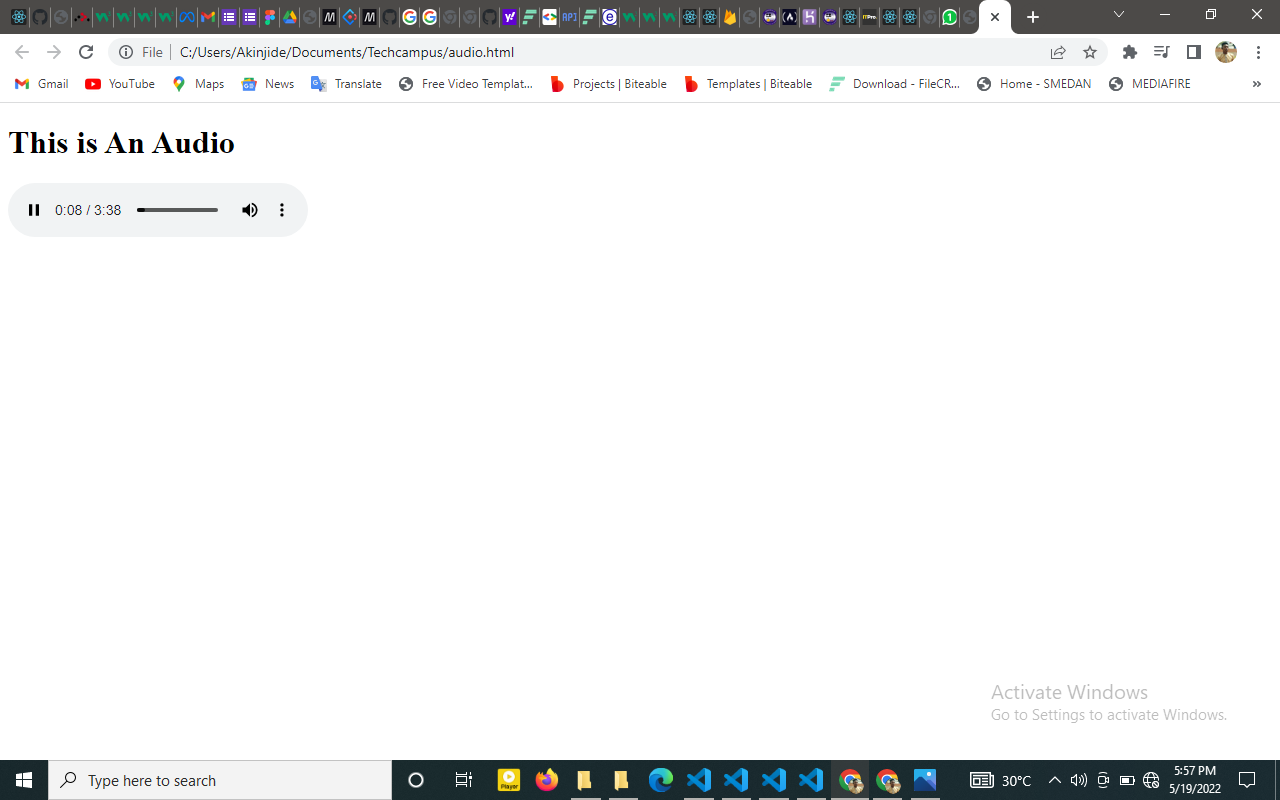 File C:/Users/Akinjide/Documents/Techcampus/audio.html
Gmail YouTube Maps News Translate Free Video Templat... Projects | Biteable Templates | Biteable Download - FileCR... Home - SMEDAN MEDIAFIRE »
This is An Audio
0:08 / 3:38
Activate Windows
Go to Settings to activate Windows.
Type here to search
30°C
5:57 PM
5/19/2022